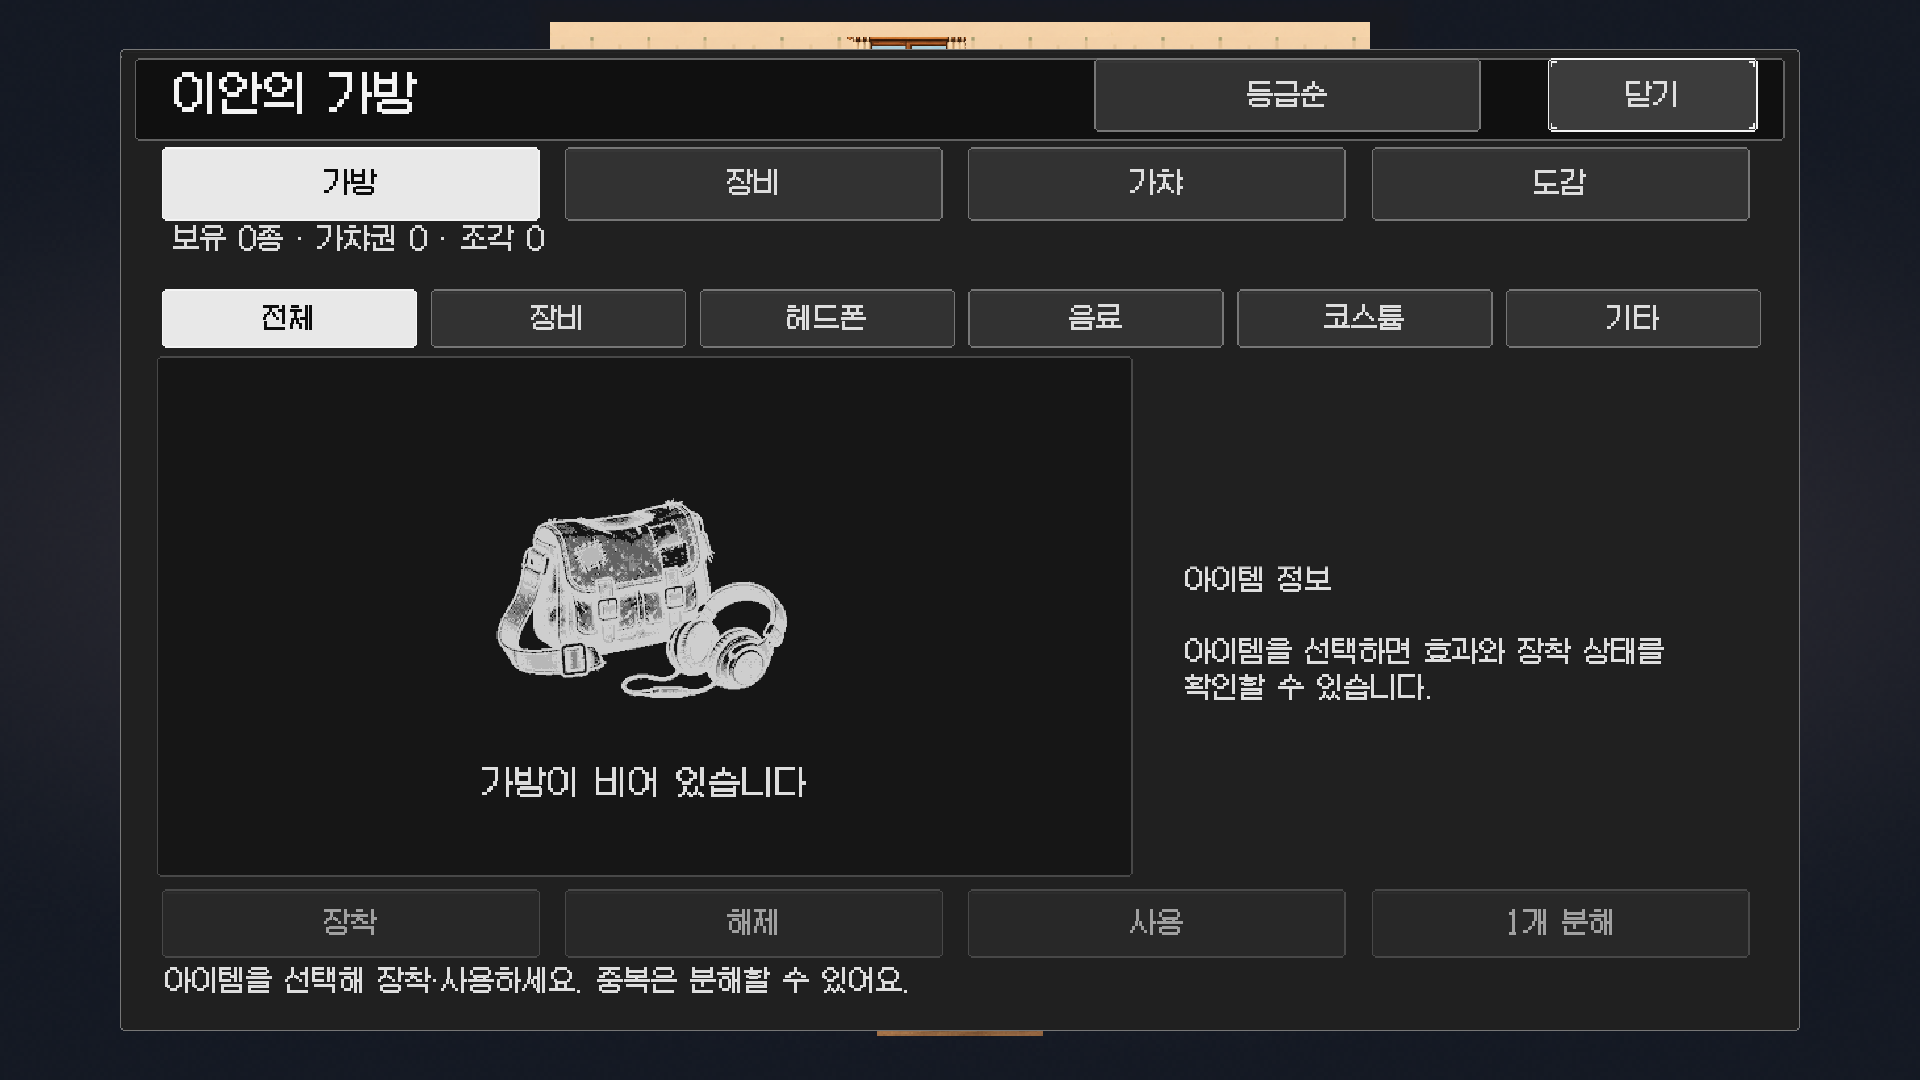 이안의 가방
등급순
닫기
가방
장비
가챠
도감
보유 0종 · 가챠권 0 · 조각 0
전체
장비
헤드폰
음료
코스튬
기타
가방이 비어 있습니다
아이템 정보
아이템을 선택하면 효과와 장착 상태를
확인할 수 있습니다.
장착
해제
사용
1개 분해
아이템을 선택해 장착·사용하세요. 중복은 분해할 수 있어요.